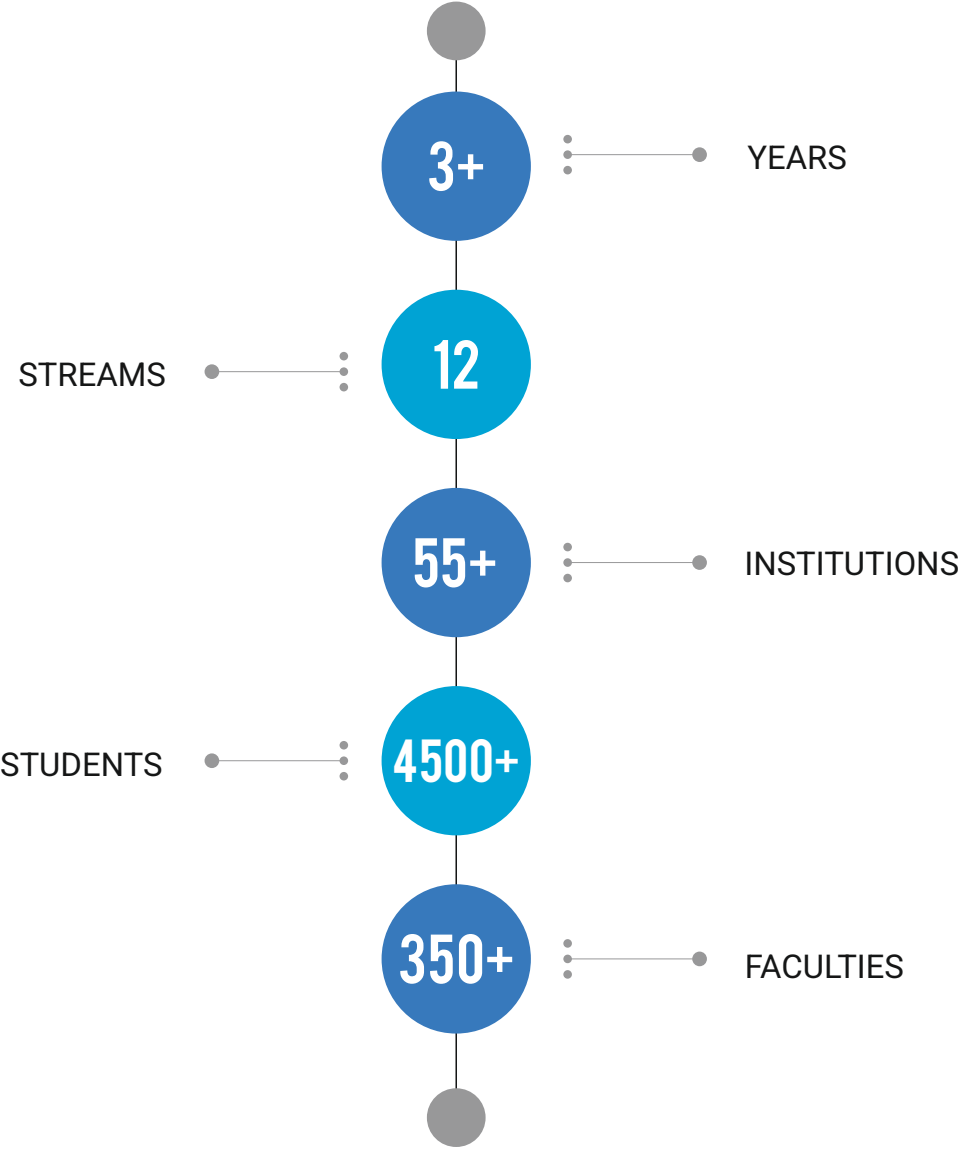 3+
YEARS
STREAMS
12
55+
INSTITUTIONS
STUDENTS
4500+
350+
FACULTIES